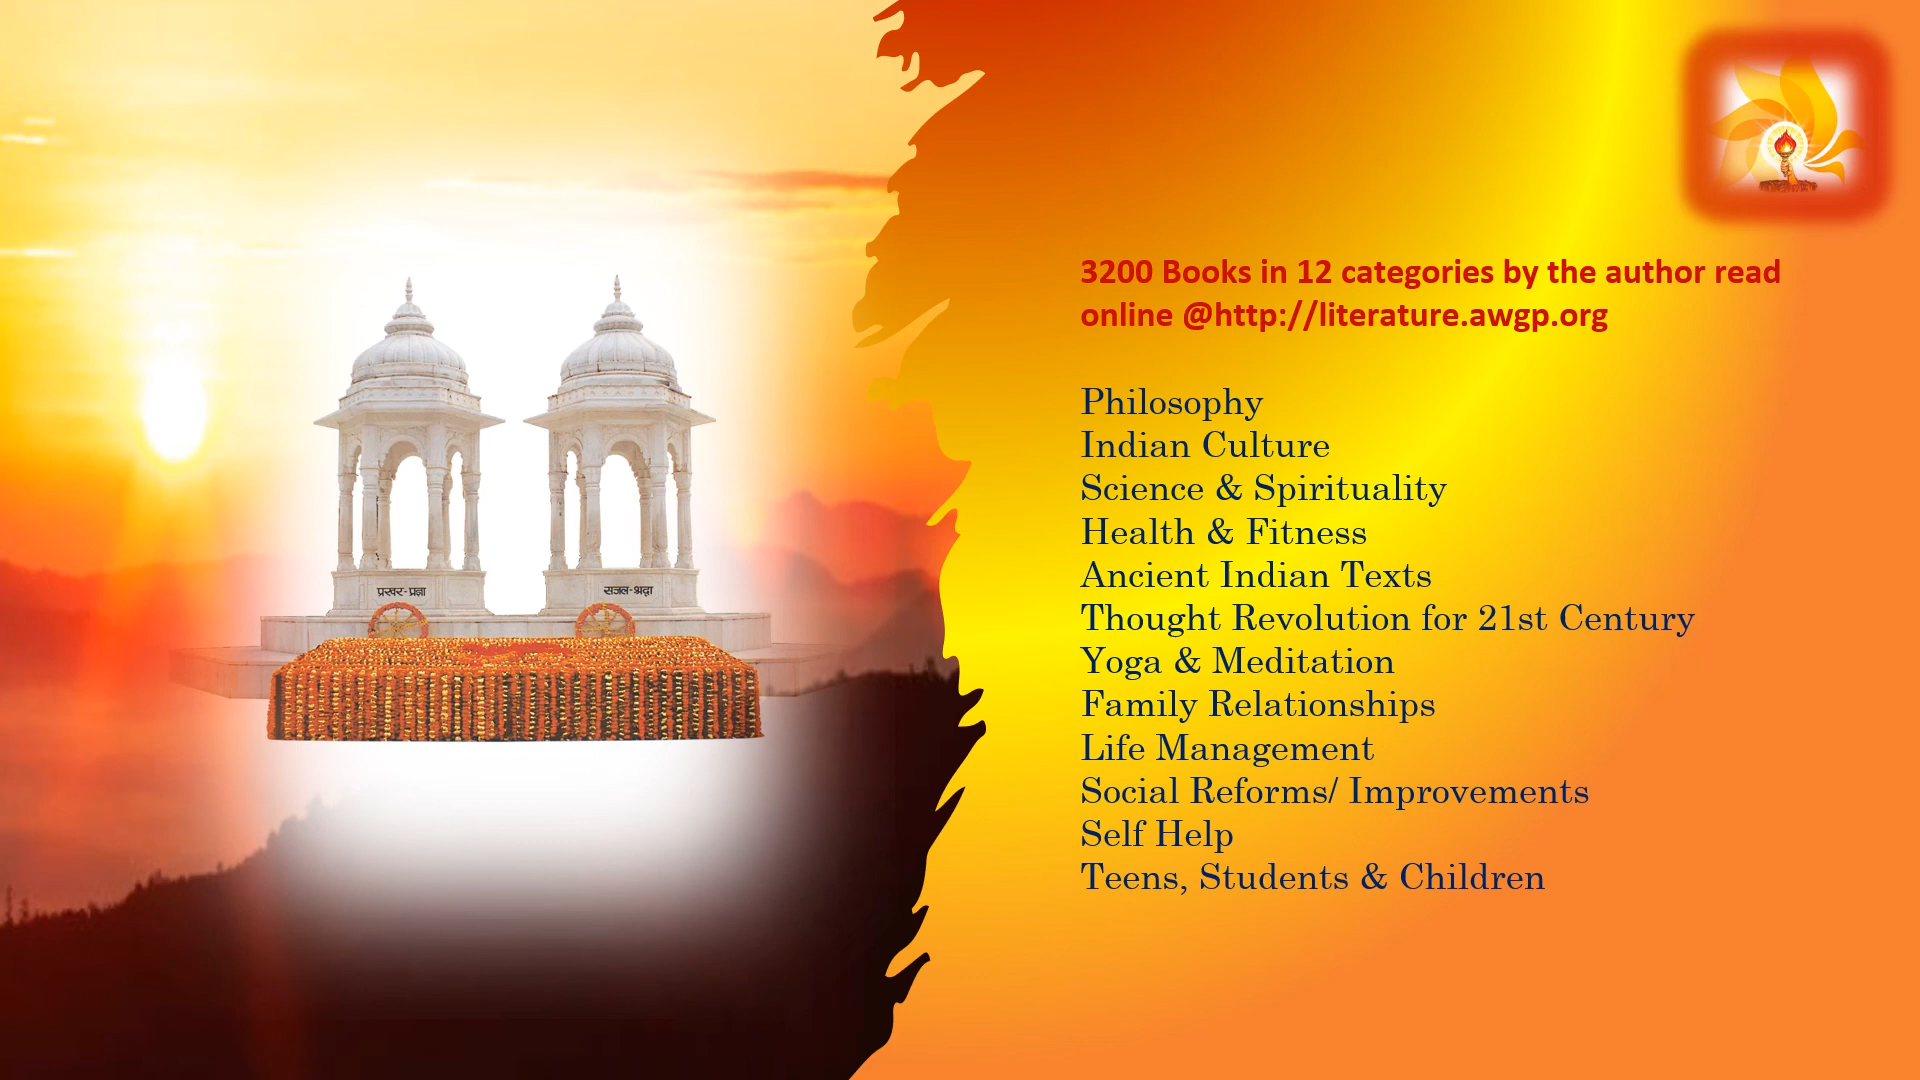 3200 Books in 12 categories by the author read
online @http://literature.awgp.org
Philosophy
Indian Culture
Science & Spirituality
Health & Fitness
Ancient Indian Texts
Thought Revolution for 21st Century
Yoga & Meditation
Family Relationships
Life Management
Social Reforms/ Improvements
Self Help
Teens, Students & Children
प्रखर-प्रज्ञा
सजल-श्रद्धा